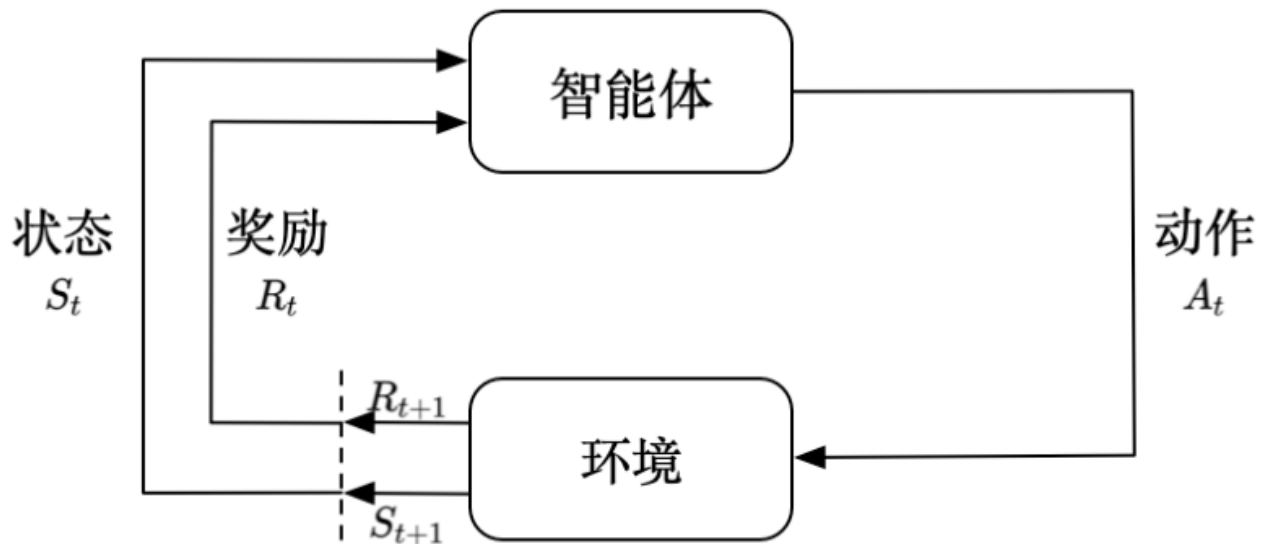 智能体
状态
S_t
奖励
R_t
动作
A_t
R_{t+1}
环境
S_{t+1}